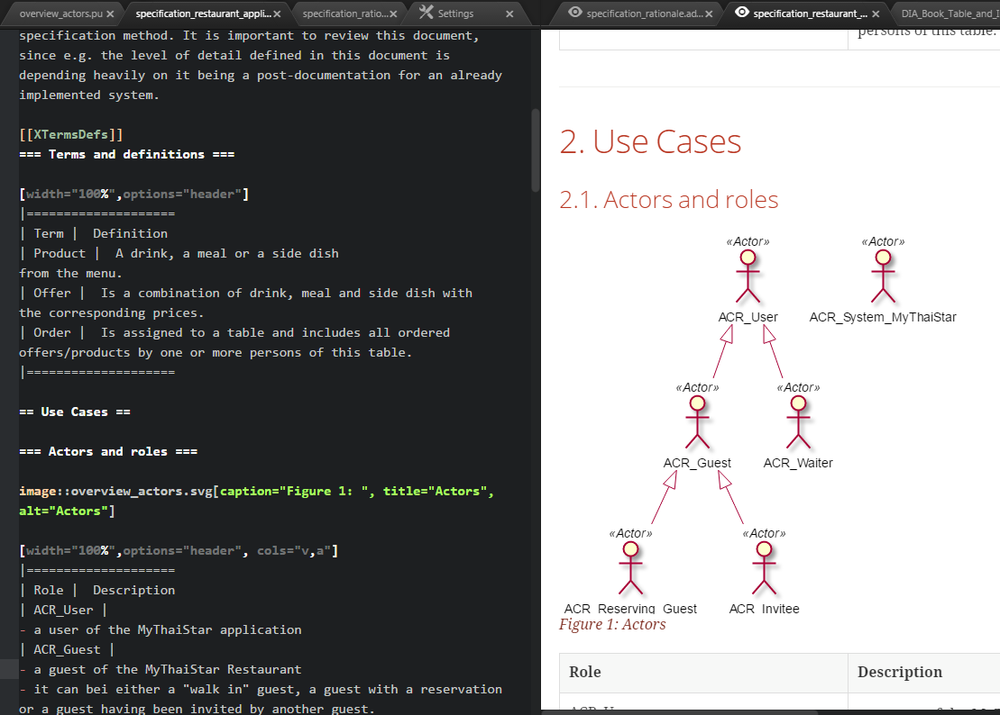 overview_actors.pu
specification_restaurant_appli...
specification_ratio...
Settings
specification_rationale.ad...
specification_restaurant_...
DIA_Book_Table_and_I
specification method. It is important to review this document,
since e.g. the level of detail defined in this document is
depending heavily on it being a post-documentation for an already
implemented system.
[[XTermsDefs]]
=== Terms and definitions ===
[width="100%",options="header"]
|====================
| Term |  Definition
| Product |  A drink, a meal or a side dish
from the menu.
| Offer |  Is a combination of drink, meal and side dish with
the corresponding prices.
| Order |  Is assigned to a table and includes all ordered
offers/products by one or more persons of this table.
|====================
== Use Cases ==
=== Actors and roles ===
image::overview_actors.svg[caption="Figure 1: ", title="Actors",
alt="Actors"]
[width="100%",options="header", cols="v,a"]
|====================
| Role |  Description
| ACR_User |
- a user of the MyThaiStar application
| ACR_Guest |
- a guest of the MyThaiStar Restaurant
- it can bei either a "walk in" guest, a guest with a reservation
or a guest having been invited by another guest.
persons of this table.
2. Use Cases
2.1. Actors and roles
«Actor» «Actor»
ACR_User ACR_System_MyThaiStar
«Actor» «Actor»
ACR_Guest ACR_Waiter
«Actor» «Actor»
ACR_Reserving_Guest ACR_Invitee
Figure 1: Actors
Role Description